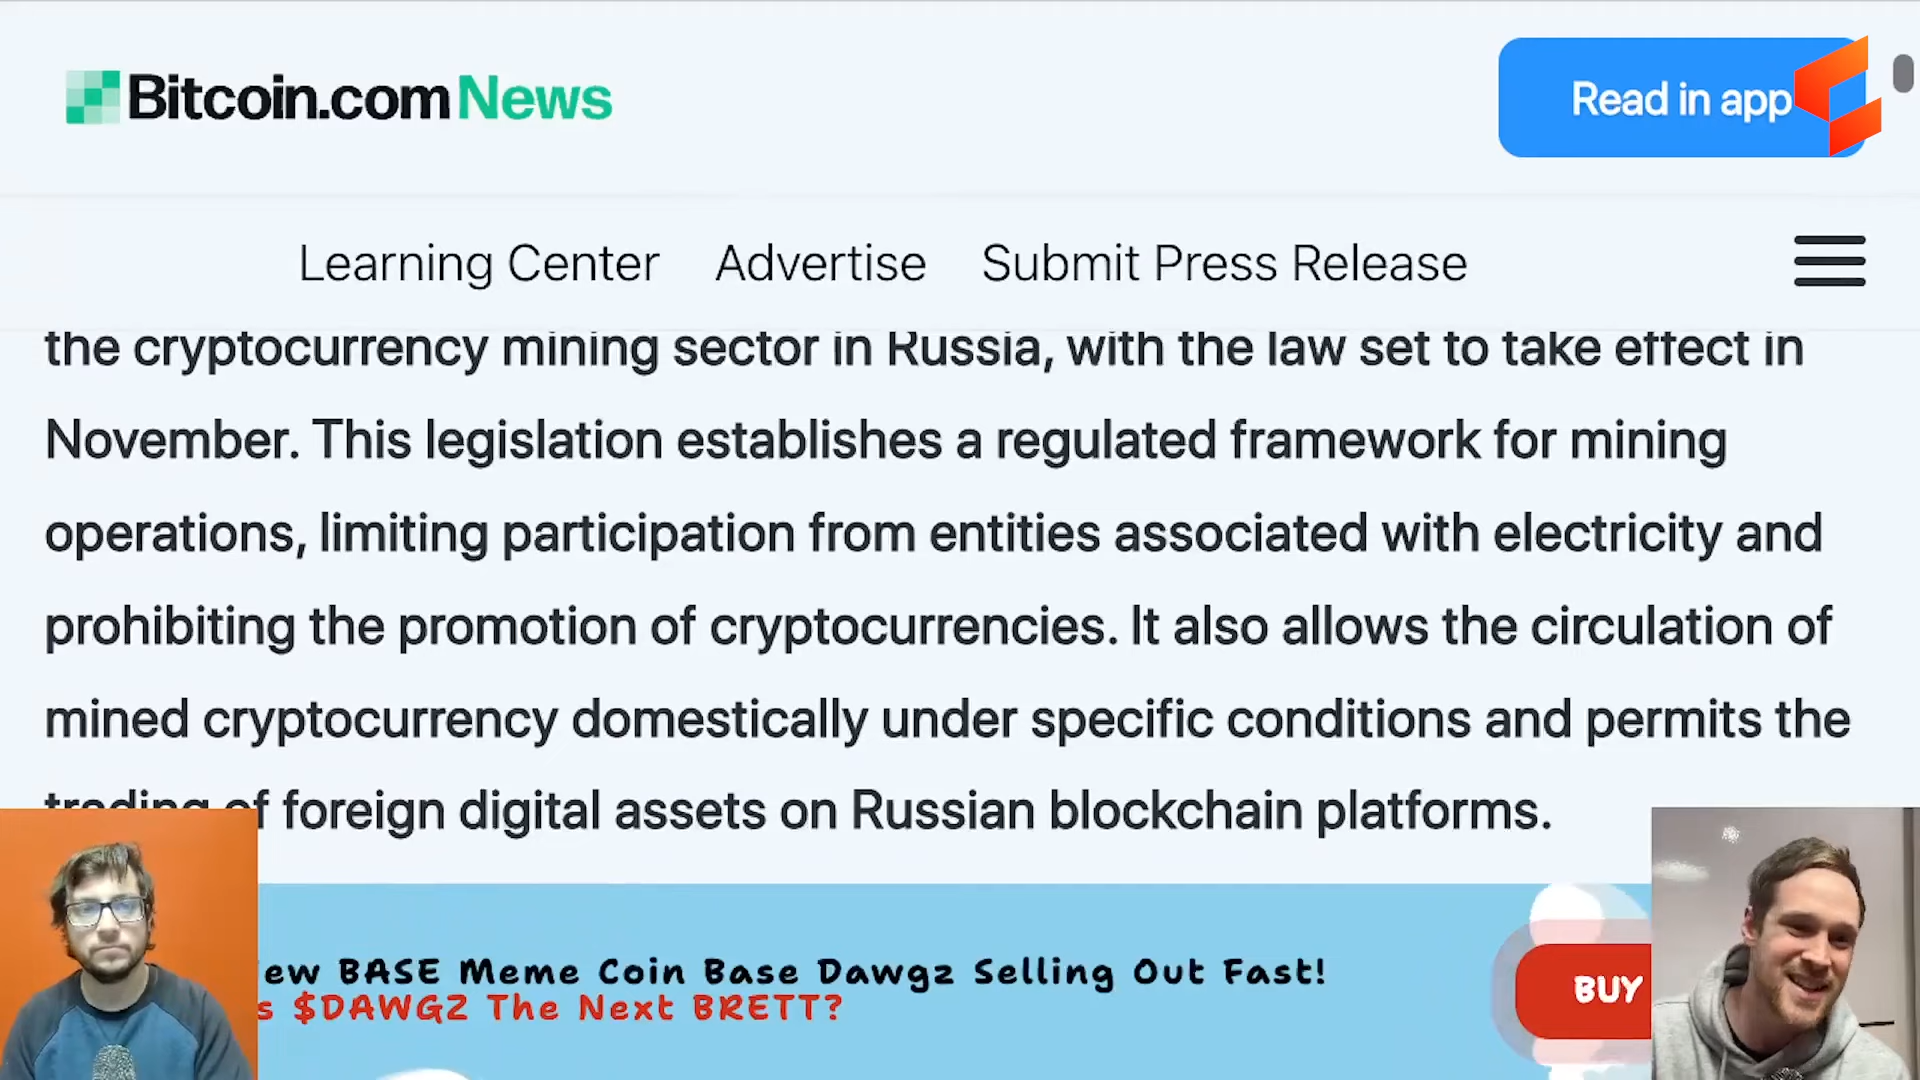 Bitcoin.com News
Read in app
Learning Center Advertise Submit Press Release
the cryptocurrency mining sector in Russia, with the law set to take effect in
November. This legislation establishes a regulated framework for mining
operations, limiting participation from entities associated with electricity and
prohibiting the promotion of cryptocurrencies. It also allows the circulation of
mined cryptocurrency domestically under specific conditions and permits the
trading of foreign digital assets on Russian blockchain platforms.
ew BASE Meme Coin Base Dawgz Selling Out Fast!
s $DAWGZ The Next BRETT?
BUY